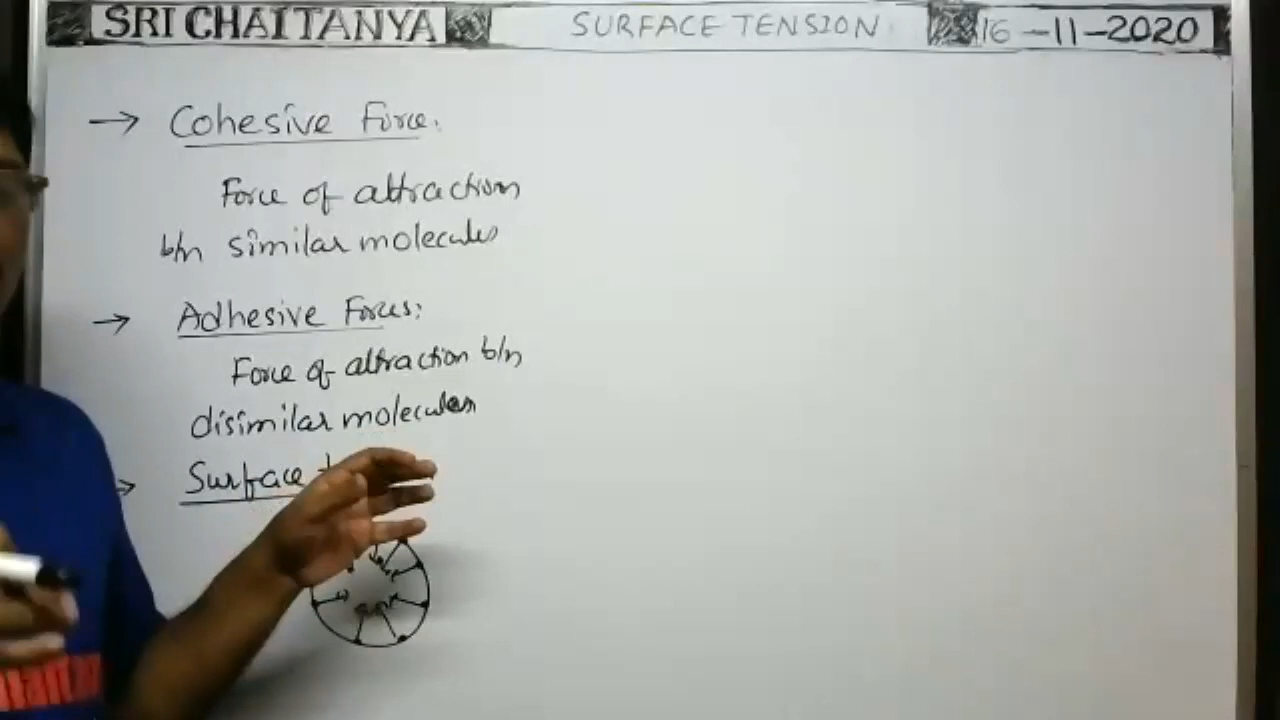 SRI CHAITANYA SURFACE TENSION 16-11-2020
→ Cohesive Force:
Force of attraction
b/n similar molecules
→ Adhesive Forces:
Force of attraction b/n
disimilar molecules
→ Surface